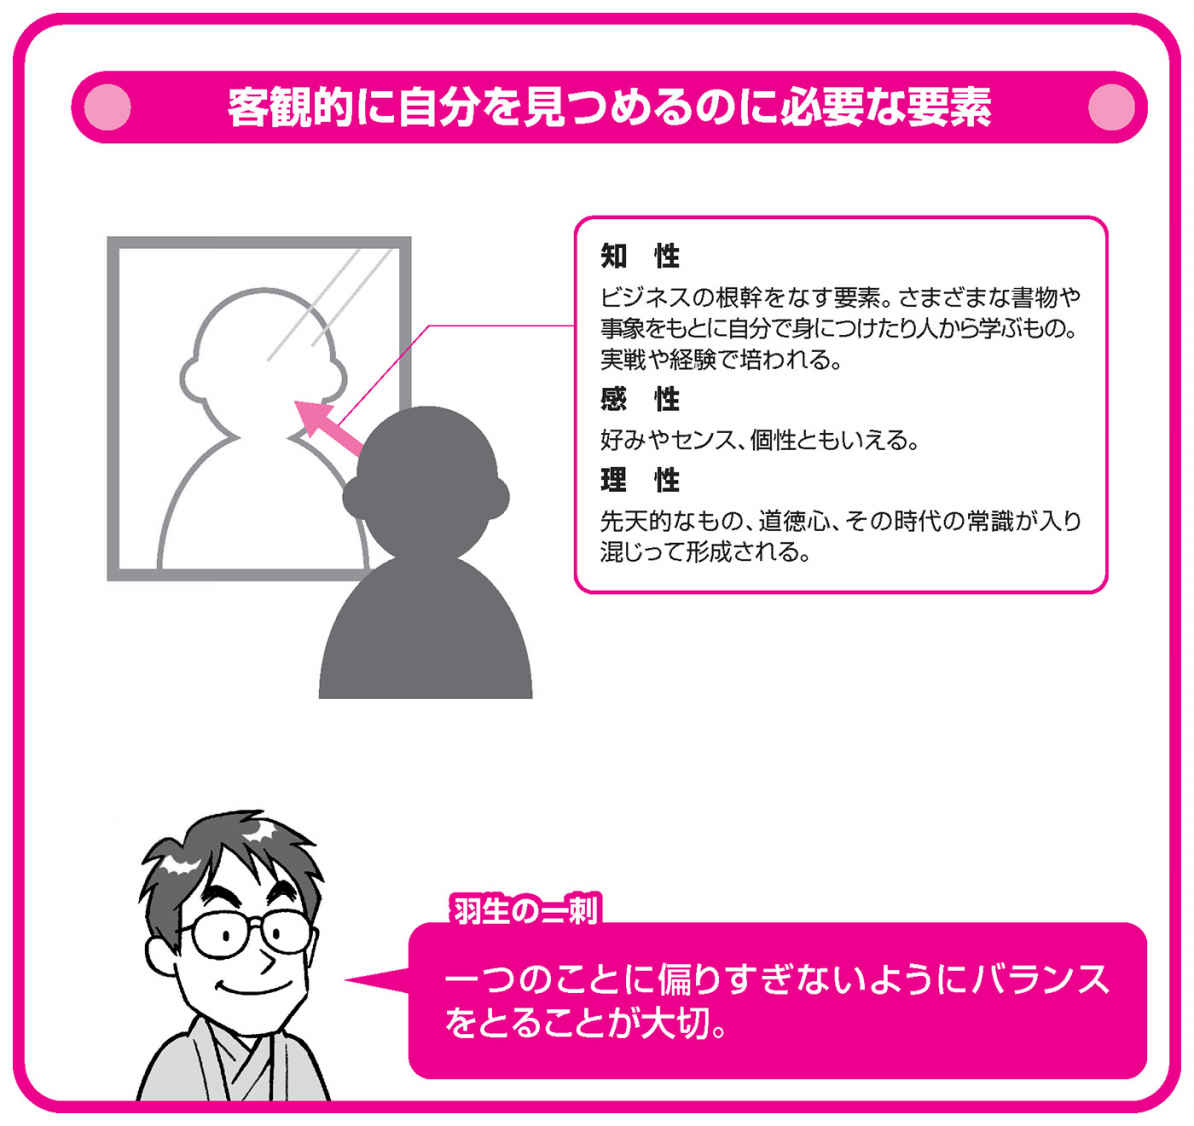 客観的に自分を見つめるのに必要な要素
知　性
ビジネスの根幹をなす要素。さまざまな書物や
事象をもとに自分で身につけたり人から学ぶもの。
実戦や経験で培われる。
感　性
好みやセンス、個性ともいえる。
理　性
先天的なもの、道徳心、その時代の常識が入り
混じって形成される。
羽生の一刺
一つのことに偏りすぎないようにバランス
をとることが大切。